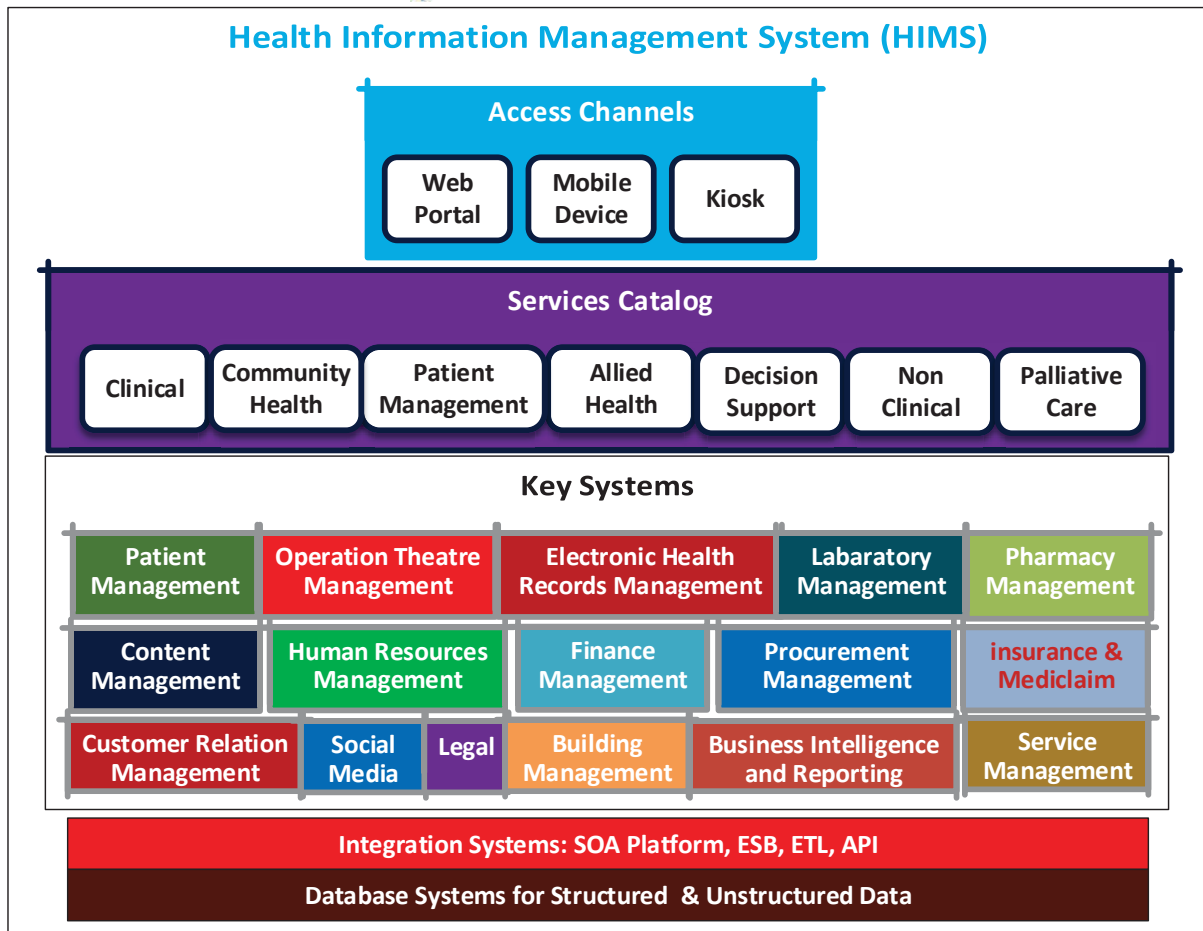 Health Information Management System (HIMS)
Access Channels
Web
Portal
Mobile
Device
Kiosk
Services Catalog
Clinical
Community
Health
Patient
Management
Allied
Health
Decision
Support
Non
Clinical
Palliative
Care
Key Systems
Patient
Management
Operation Theatre
Management
Electronic Health
Records Management
Labaratory
Management
Pharmacy
Management
Content
Management
Human Resources
Management
Finance
Management
Procurement
Management
insurance &
Mediclaim
Customer Relation
Management
Social
Media
Legal
Building
Management
Business Intelligence
and Reporting
Service
Management
Integration Systems: SOA Platform, ESB, ETL, API
Database Systems for Structured & Unstructured Data